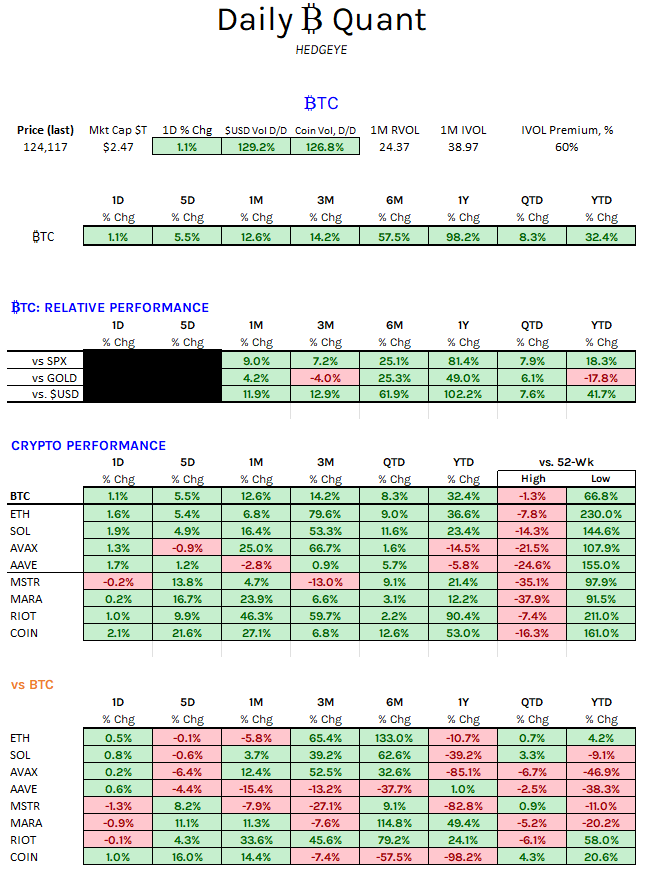 Daily ₿ Quant
HEDGEYE
₿TC
Price (last) Mkt Cap $T 1D % Chg $USD Vol D/D Coin Vol, D/D 1M RVOL 1M IVOL IVOL Premium, %
124,117 $2.47 1.1% 129.2% 126.8% 24.37 38.97 60%
1D 5D 1M 3M 6M 1Y QTD YTD
% Chg % Chg % Chg % Chg % Chg % Chg % Chg % Chg
₿TC 1.1% 5.5% 12.6% 14.2% 57.5% 98.2% 8.3% 32.4%
₿TC: RELATIVE PERFORMANCE
1D 5D 1M 3M 6M 1Y QTD YTD
% Chg % Chg % Chg % Chg % Chg % Chg % Chg % Chg
vs SPX 9.0% 7.2% 25.1% 81.4% 7.9% 18.3%
vs GOLD 4.2% -4.0% 25.3% 49.0% 6.1% -17.8%
vs. $USD 11.9% 12.9% 61.9% 102.2% 7.6% 41.7%
CRYPTO PERFORMANCE
1D 5D 1M 3M QTD YTD vs. 52-Wk
% Chg % Chg % Chg % Chg % Chg % Chg High Low
BTC 1.1% 5.5% 12.6% 14.2% 8.3% 32.4% -1.3% 66.8%
ETH 1.6% 5.4% 6.8% 79.6% 9.0% 36.6% -7.8% 230.0%
SOL 1.9% 4.9% 16.4% 53.3% 11.6% 23.4% -14.3% 144.6%
AVAX 1.3% -0.9% 25.0% 66.7% 1.6% -14.5% -21.5% 107.9%
AAVE 1.7% 1.2% -2.8% 0.9% 5.7% -5.8% -24.6% 155.0%
MSTR -0.2% 13.8% 4.7% -13.0% 9.1% 21.4% -35.1% 97.9%
MARA 0.2% 16.7% 23.9% 6.6% 3.1% 12.2% -37.9% 91.5%
RIOT 1.0% 9.9% 46.3% 59.7% 2.2% 90.4% -7.4% 211.0%
COIN 2.1% 21.6% 27.1% 6.8% 12.6% 53.0% -16.3% 161.0%
vs BTC
1D 5D 1M 3M 6M 1Y QTD YTD
% Chg % Chg % Chg % Chg % Chg % Chg % Chg % Chg
ETH 0.5% -0.1% -5.8% 65.4% 133.0% -10.7% 0.7% 4.2%
SOL 0.8% -0.6% 3.7% 39.2% 62.6% -39.2% 3.3% -9.1%
AVAX 0.2% -6.4% 12.4% 52.5% 32.6% -85.1% -6.7% -46.9%
AAVE 0.6% -4.4% -15.4% -13.2% -37.7% 1.0% -2.5% -38.3%
MSTR -1.3% 8.2% -7.9% -27.1% 9.1% -82.8% 0.9% -11.0%
MARA -0.9% 11.1% 11.3% -7.6% 114.8% 49.4% -5.2% -20.2%
RIOT -0.1% 4.3% 33.6% 45.6% 79.2% 24.1% -6.1% 58.0%
COIN 1.0% 16.0% 14.4% -7.4% -57.5% -98.2% 4.3% 20.6%